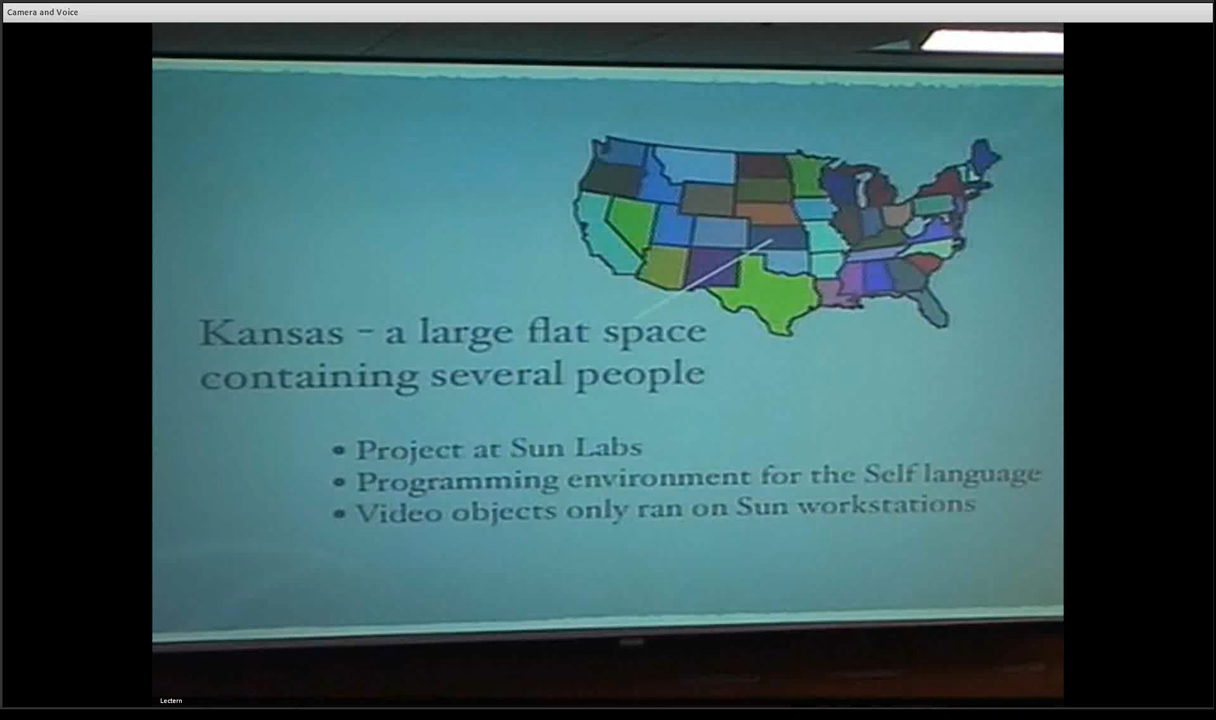 Camera and Voice
Kansas - a large flat space
containing several people
• Project at Sun Labs
• Programming environment for the Self language
• Video objects only ran on Sun workstations
Lectern